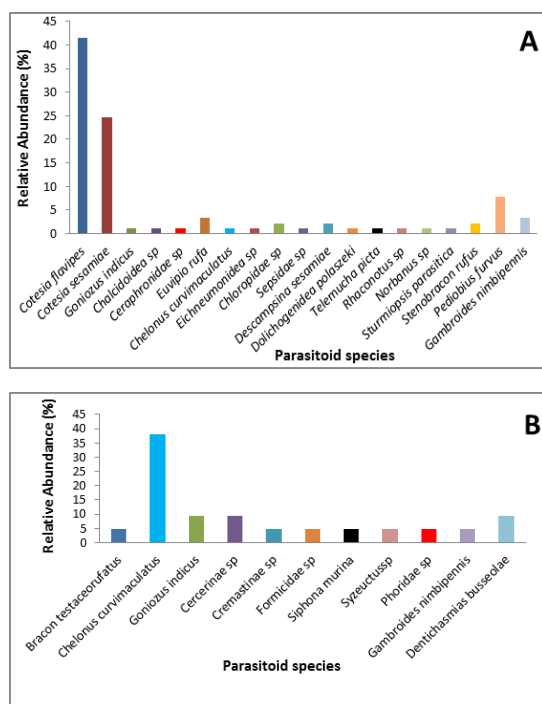 A
Relative Abundance (%)
45
40
35
30
25
20
15
10
5
0
Cotesia flavipes
Cotesia sesamiae
Goniozus indicus
Chalcidoidea sp
Ceraphronidae sp
Euvipio rufa
Chelonus curvimaculatus
Eichneumonidea sp
Chloropidae sp
Sepsidae sp
Descampsina sesamiae
Dolichogenidea polaszeki
Telemucha picta
Rhaconotus sp
Norbanus sp
Sturmiopsis parasitica
Stenobracon rufus
Pediobius furvus
Gambroides nimbipennis
Parasitoid species
B
Relative Abundance (%)
45
40
35
30
25
20
15
10
5
0
Bracon testaceorufatus
Chelonus curvimaculatus
Goniozus indicus
Cercerinae sp
Cremastinae sp
Formicidae sp
Siphona murina
Syzeuctussp
Phoridae sp
Gambroides nimbipennis
Dentichasmias busseolae
Parasitoid species